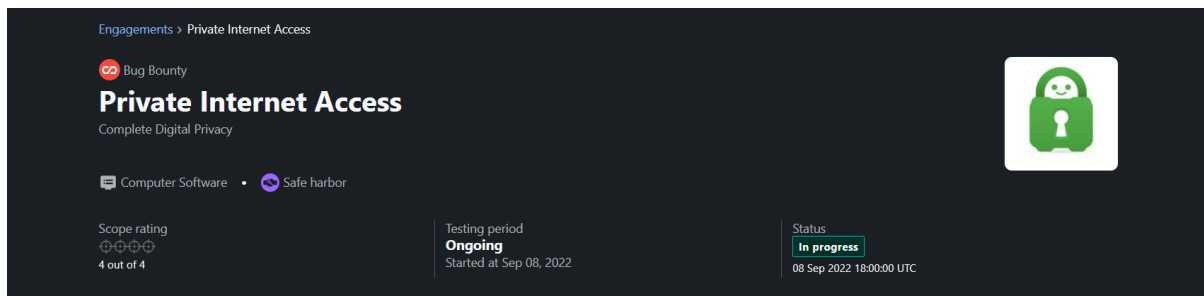 Engagements > Private Internet Access
Bug Bounty
Private Internet Access
Complete Digital Privacy
Computer Software • Safe harbor
Scope rating
4 out of 4
Testing period
Ongoing
Started at Sep 08, 2022
Status
In progress
08 Sep 2022 18:00:00 UTC